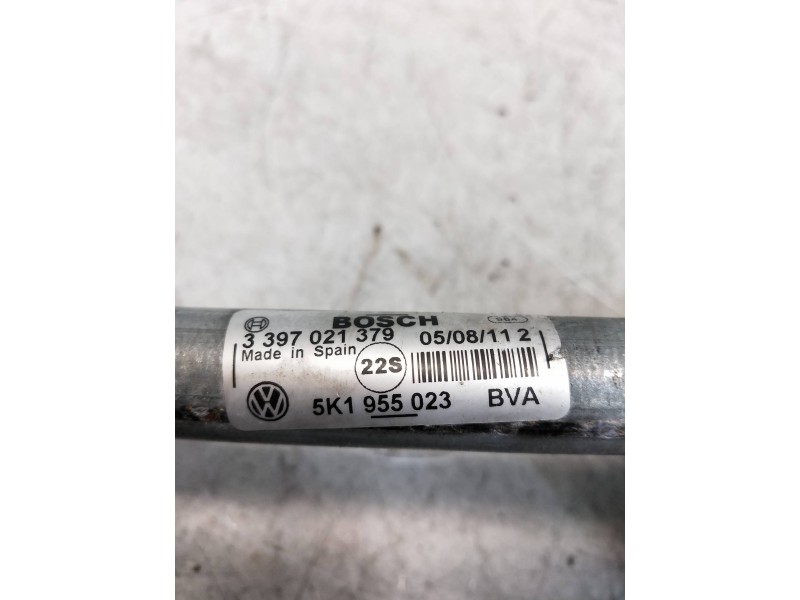 BOSCH
3 397 021 379 05/08/11 2
Made in Spain
22S
5K1 955 023 BVA